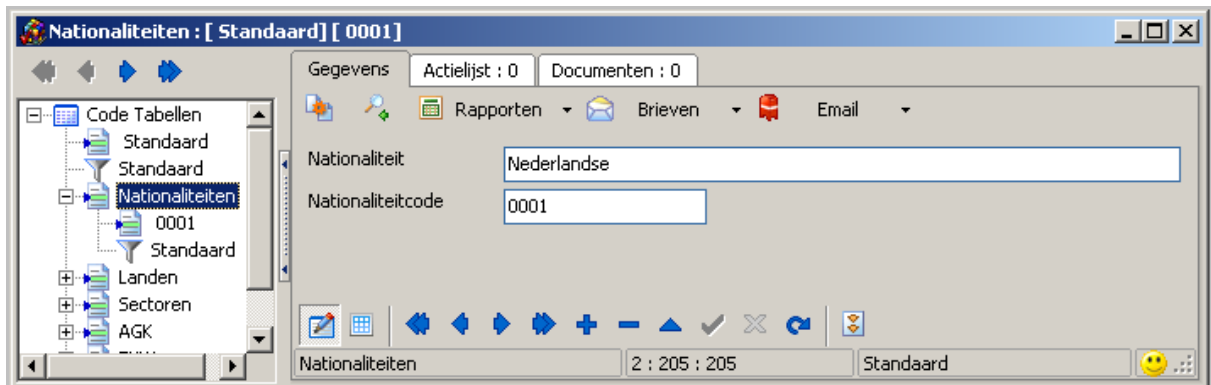 Nationaliteiten : [ Standaard] [ 0001]
Gegevens
Actielijst : 0
Documenten : 0
Rapporten
Brieven
Email
Code Tabellen
Standaard
Standaard
Nationaliteiten
0001
Standaard
Landen
Sectoren
AGK
Nationaliteit
Nederlandse
Nationaliteitcode
0001
Nationaliteiten
2 : 205 : 205
Standaard